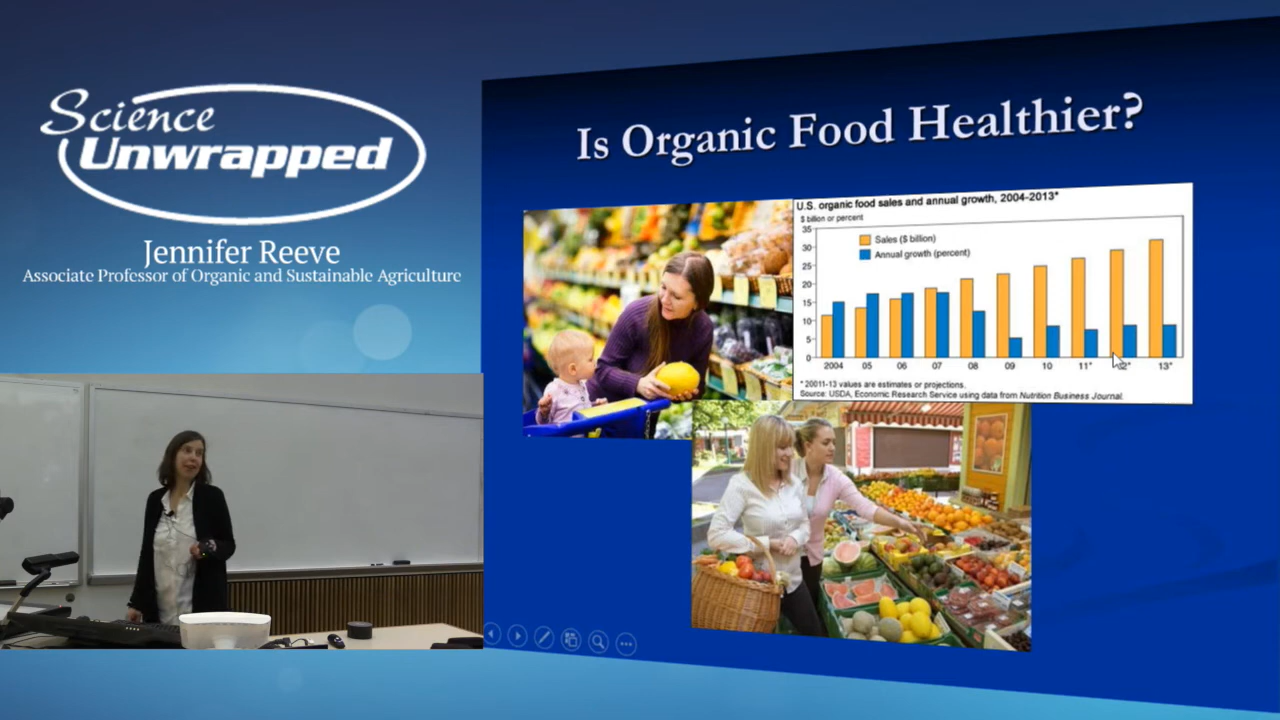 Science
Unwrapped
Jennifer Reeve
Associate Professor of Organic and Sustainable Agriculture
Is Organic Food Healthier?
U.S. organic food sales and annual growth, 2004-2013*
$ billion or percent
35
30
25
20
15
10
5
0
Sales ($ billion)
Annual growth (percent)
2004 05 06 07 08 09 10 11* 12* 13*
* 20011-13 values are estimates or projections.
Source: USDA, Economic Research Service using data from Nutrition Business Journal.